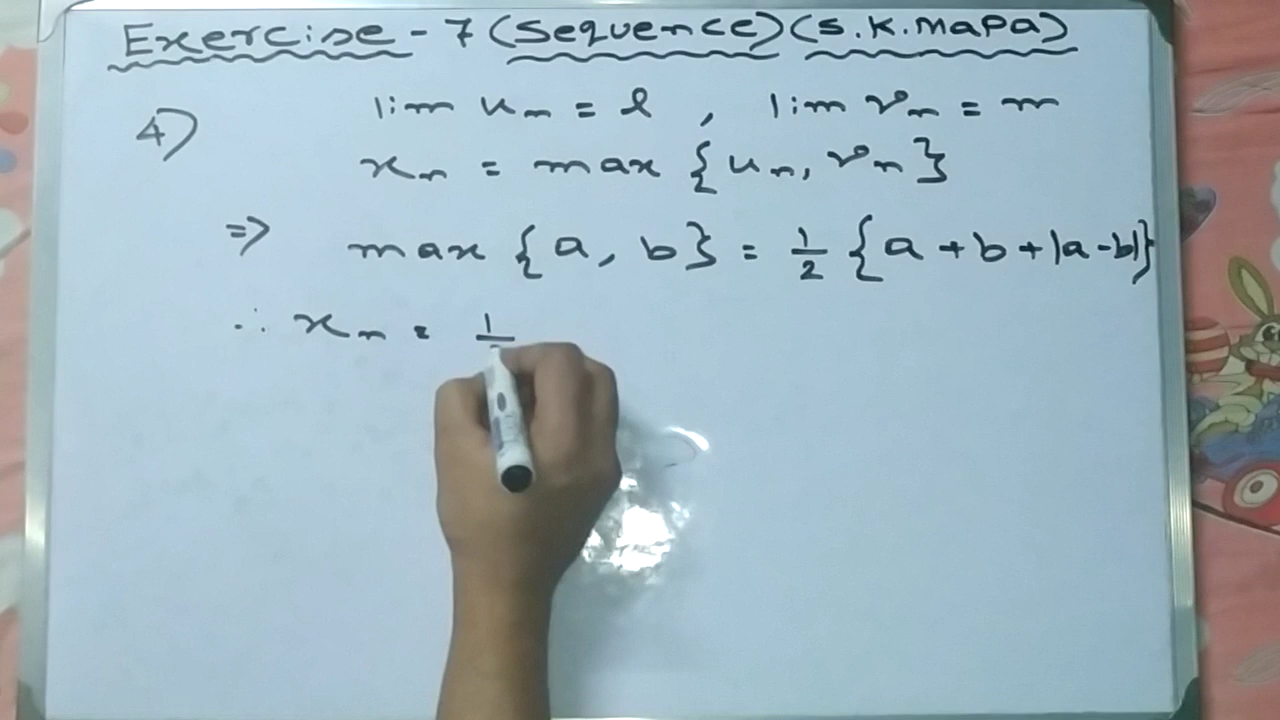 Exercise-7 (Sequence) (S.K.Mapa)
4) lim uₙ = l , lim vₙ = m
xₙ = max {uₙ, vₙ}
=> max {a, b} = 1/2 {a + b + |a-b|}
∴ xₙ = 1